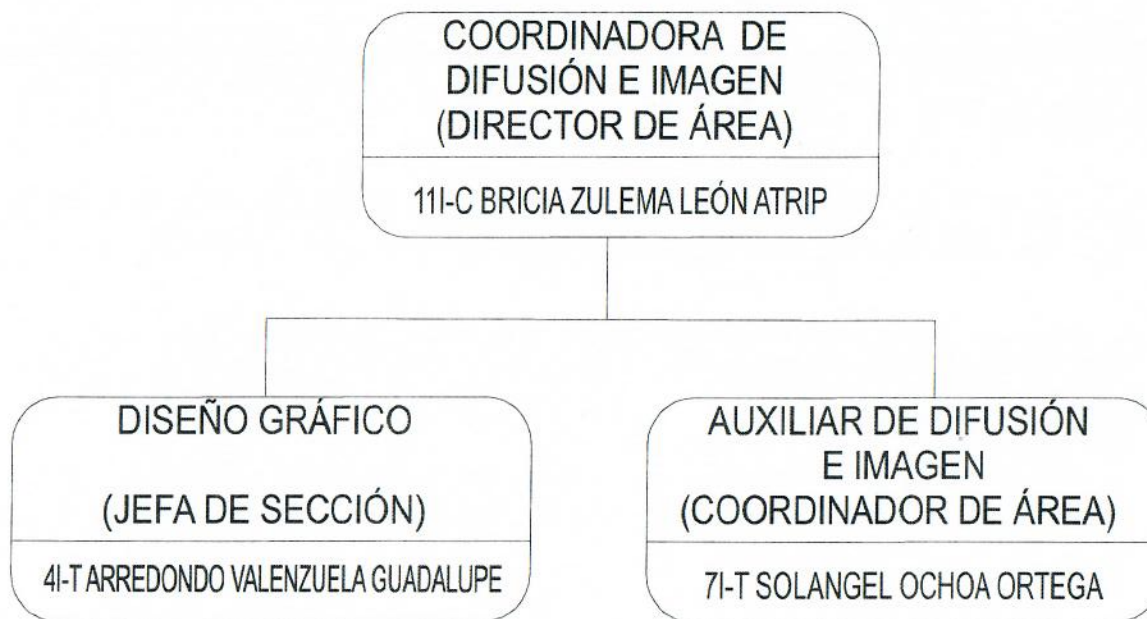 COORDINADORA DE
DIFUSIÓN E IMAGEN
(DIRECTOR DE ÁREA)
11I-C BRICIA ZULEMA LEÓN ATRIP
DISEÑO GRÁFICO
(JEFA DE SECCIÓN)
4I-T ARREDONDO VALENZUELA GUADALUPE
AUXILIAR DE DIFUSIÓN
E IMAGEN
(COORDINADOR DE ÁREA)
7I-T SOLANGEL OCHOA ORTEGA